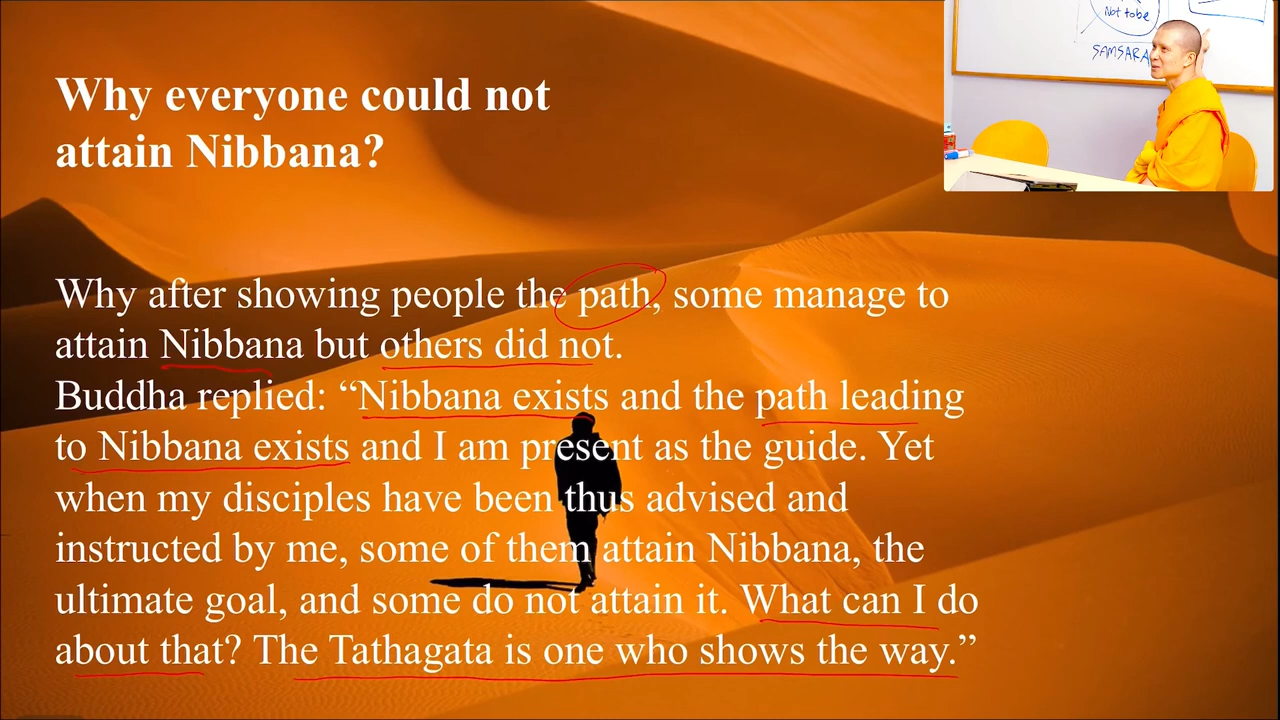 Not to be
SAMSARA
Why everyone could not
attain Nibbana?
Why after showing people the path, some manage to
attain Nibbana but others did not.
Buddha replied: “Nibbana exists and the path leading
to Nibbana exists and I am present as the guide. Yet
when my disciples have been thus advised and
instructed by me, some of them attain Nibbana, the
ultimate goal, and some do not attain it. What can I do
about that? The Tathagata is one who shows the way.”